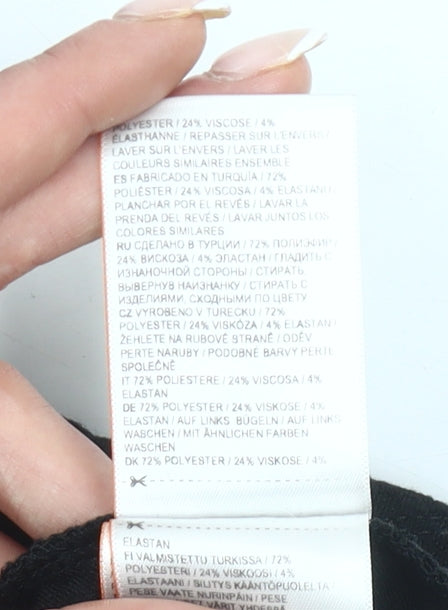 POLYESTER / 24% VISCOSE / 4%
ÉLASTHANNE / REPASSER SUR L'ENVERS /
LAVER SUR L'ENVERS / LAVER LES
COULEURS SIMILAIRES ENSEMBLE
ES FABRICADO EN TURQUÍA / 72%
POLIÉSTER / 24% VISCOSA / 4% ELASTANO
PLANCHAR POR EL REVÉS / LAVAR LA
PRENDA DEL REVÉS / LAVAR JUNTOS LOS
COLORES SIMILARES
RU СДЕЛАНО В ТУРЦИИ / 72% ПОЛИЭСТЕР /
24% ВИСКОЗА / 4% ЭЛАСТАН / ГЛАДИТЬ С
ИЗНАНОЧНОЙ СТОРОНЫ / СТИРАТЬ,
ВЫВЕРНУВ НАИЗНАНКУ / СТИРАТЬ С
ИЗДЕЛИЯМИ, СХОДНЫМИ ПО ЦВЕТУ
CZ VYROBENO V TURECKU / 72%
POLYESTER / 24% VISKÓZA / 4% ELASTAN /
ŽEHLETE NA RUBOVÉ STRANĚ / ODĚV
PERTE NARUBY / PODOBNÉ BARVY PERTE
SPOLEČNĚ
IT 72% POLIESTERE / 24% VISCOSA / 4%
ELASTAN
DE 72% POLYESTER / 24% VISKOSE / 4%
ELASTAN / AUF LINKS BÜGELN / AUF LINKS
WASCHEN / MIT ÄHNLICHEN FARBEN
WASCHEN
DK 72% POLYESTER / 24% VISKOSE / 4%
ELASTAN
FI VALMISTETTU TURKISSA / 72%
POLYESTERI / 24% VISKOOSI / 4%
ELASTAANI / SILITYS KÄÄNTÖPUOLELTA
PESE VAATE NURINPÄIN / PESE
VÄRIT YHDESSÄ